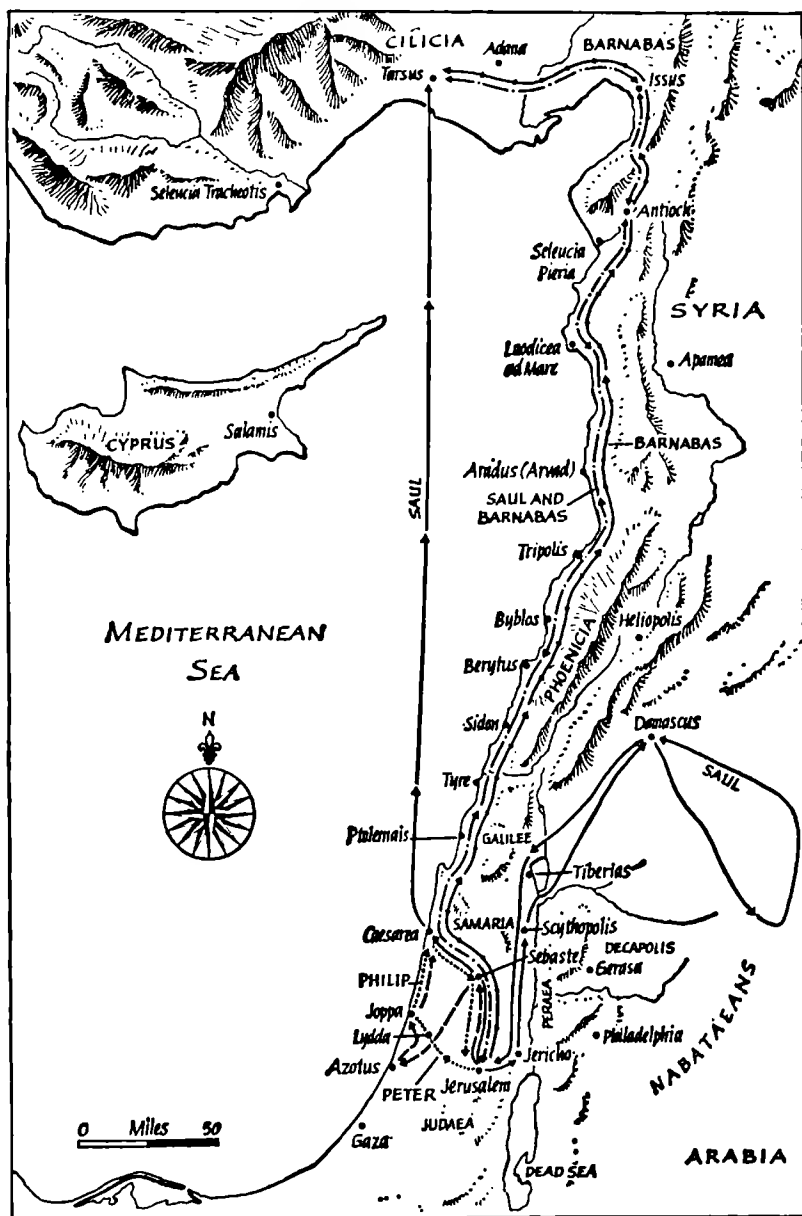 CILICIA
Adana
BARNABAS
Tarsus
Issus
Seleucia Tracheotis
Antioch
Seleucia
Pieria
SYRIA
Laodicea
ad Mare
Apamea
CYPRUS
Salamis
BARNABAS
Aradus (Arvad)
SAUL AND
BARNABAS
SAUL
Tripolis
Byblos
Heliopolis
PHOENICIA
MEDITERRANEAN
SEA
Berytus
N
Sidon
Damascus
SAUL
Tyre
Ptolemais
GALILEE
Tiberias
Caesarea
SAMARIA
Scythopolis
Sebaste
DECAPOLIS
Gerasa
PHILIP
PERAEA
Joppa
Lydda
Philadelphia
NABATAEANS
Azotus
PETER
Jerusalem
Jericho
0 Miles 50
Gaza
JUDAEA
DEAD SEA
ARABIA